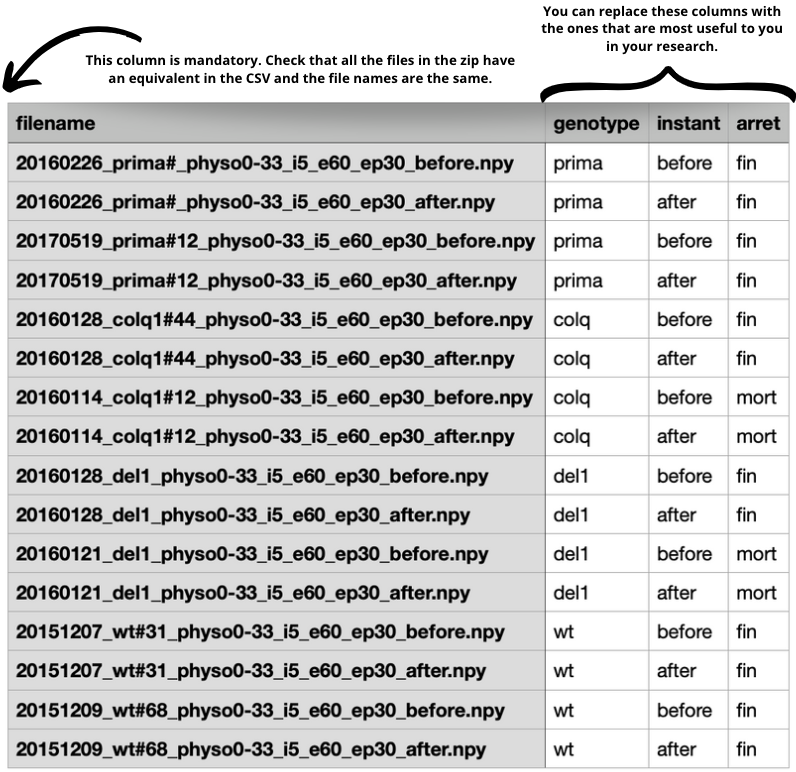 You can replace these columns with
the ones that are most useful to you
in your research.
This column is mandatory. Check that all the files in the zip have
an equivalent in the CSV and the file names are the same.
filename genotype instant arret
20160226_prima#_physo0-33_i5_e60_ep30_before.npy prima before fin
20160226_prima#_physo0-33_i5_e60_ep30_after.npy prima after fin
20170519_prima#12_physo0-33_i5_e60_ep30_before.npy prima before fin
20170519_prima#12_physo0-33_i5_e60_ep30_after.npy prima after fin
20160128_colq1#44_physo0-33_i5_e60_ep30_before.npy colq before fin
20160128_colq1#44_physo0-33_i5_e60_ep30_after.npy colq after fin
20160114_colq1#12_physo0-33_i5_e60_ep30_before.npy colq before mort
20160114_colq1#12_physo0-33_i5_e60_ep30_after.npy colq after mort
20160128_del1_physo0-33_i5_e60_ep30_before.npy del1 before fin
20160128_del1_physo0-33_i5_e60_ep30_after.npy del1 after fin
20160121_del1_physo0-33_i5_e60_ep30_before.npy del1 before mort
20160121_del1_physo0-33_i5_e60_ep30_after.npy del1 after mort
20151207_wt#31_physo0-33_i5_e60_ep30_before.npy wt before fin
20151207_wt#31_physo0-33_i5_e60_ep30_after.npy wt after fin
20151209_wt#68_physo0-33_i5_e60_ep30_before.npy wt before fin
20151209_wt#68_physo0-33_i5_e60_ep30_after.npy wt after fin